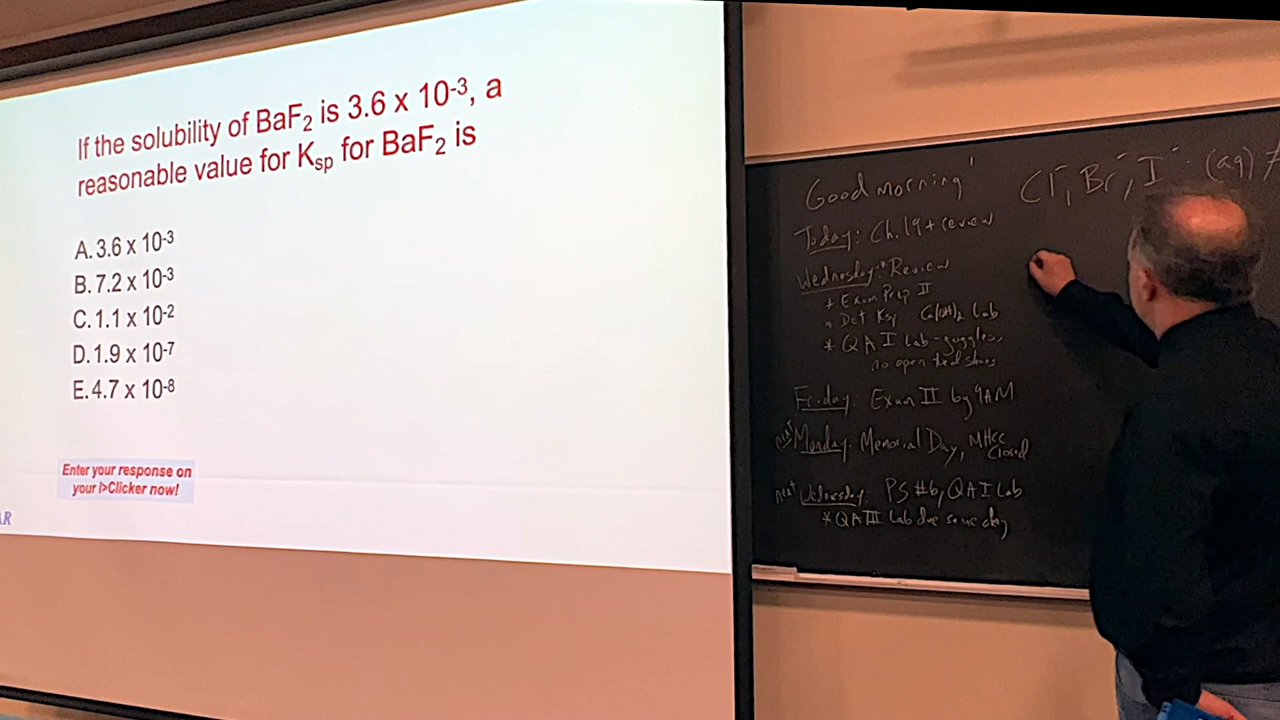 If the solubility of BaF₂ is 3.6 x 10⁻³, a
reasonable value for Kₛₚ for BaF₂ is
A. 3.6 x 10⁻³
B. 7.2 x 10⁻³
C. 1.1 x 10⁻²
D. 1.9 x 10⁻⁷
E. 4.7 x 10⁻⁸
Enter your response on
your I>Clicker now!
AR
Good morning!
Today: Ch. 19 + review
Wednesday: * Review
* Exam Prep II
* Det Ksp Ca(OH)₂ Lab
* QA I Lab - goggles,
no open toed shoes
Friday: Exam II by 9AM
next Monday: Memorial Day, MHCC
Closed
next Wednesday: PS #6, QA I Lab
* QA III Lab due same day
Cl⁻, Br⁻, I⁻ (aq)